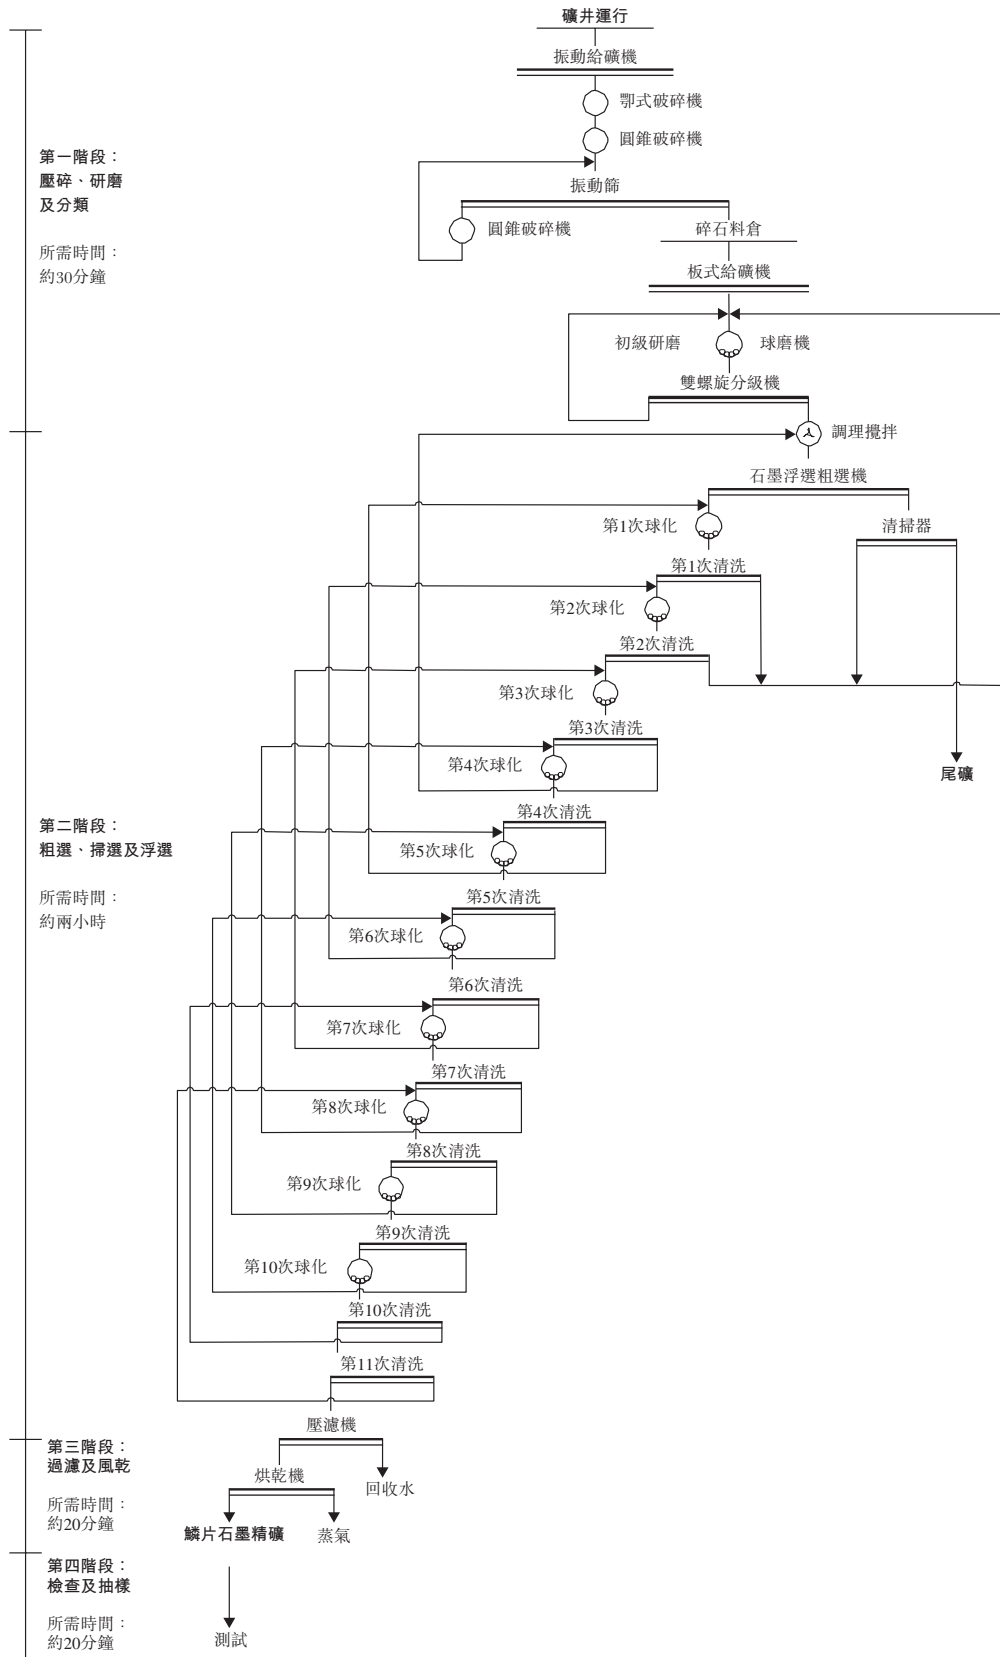 礦井運行
振動給礦機
顎式破碎機
圓錐破碎機
第一階段：
壓碎、研磨
及分類
所需時間：
約30分鐘
振動篩
圓錐破碎機
碎石料倉
板式給礦機
初級研磨
球磨機
雙螺旋分級機
調理攪拌
石墨浮選粗選機
第1次球化
清掃器
第1次清洗
第2次球化
第2次清洗
第3次球化
第3次清洗
第4次球化
尾礦
第4次清洗
第二階段：
粗選、掃選及浮選
所需時間：
約兩小時
第5次球化
第5次清洗
第6次球化
第6次清洗
第7次球化
第7次清洗
第8次球化
第8次清洗
第9次球化
第9次清洗
第10次球化
第10次清洗
第11次清洗
壓濾機
第三階段：
過濾及風乾
所需時間：
約20分鐘
烘乾機
回收水
鱗片石墨精礦
蒸氣
第四階段：
檢查及抽樣
所需時間：
約20分鐘
測試